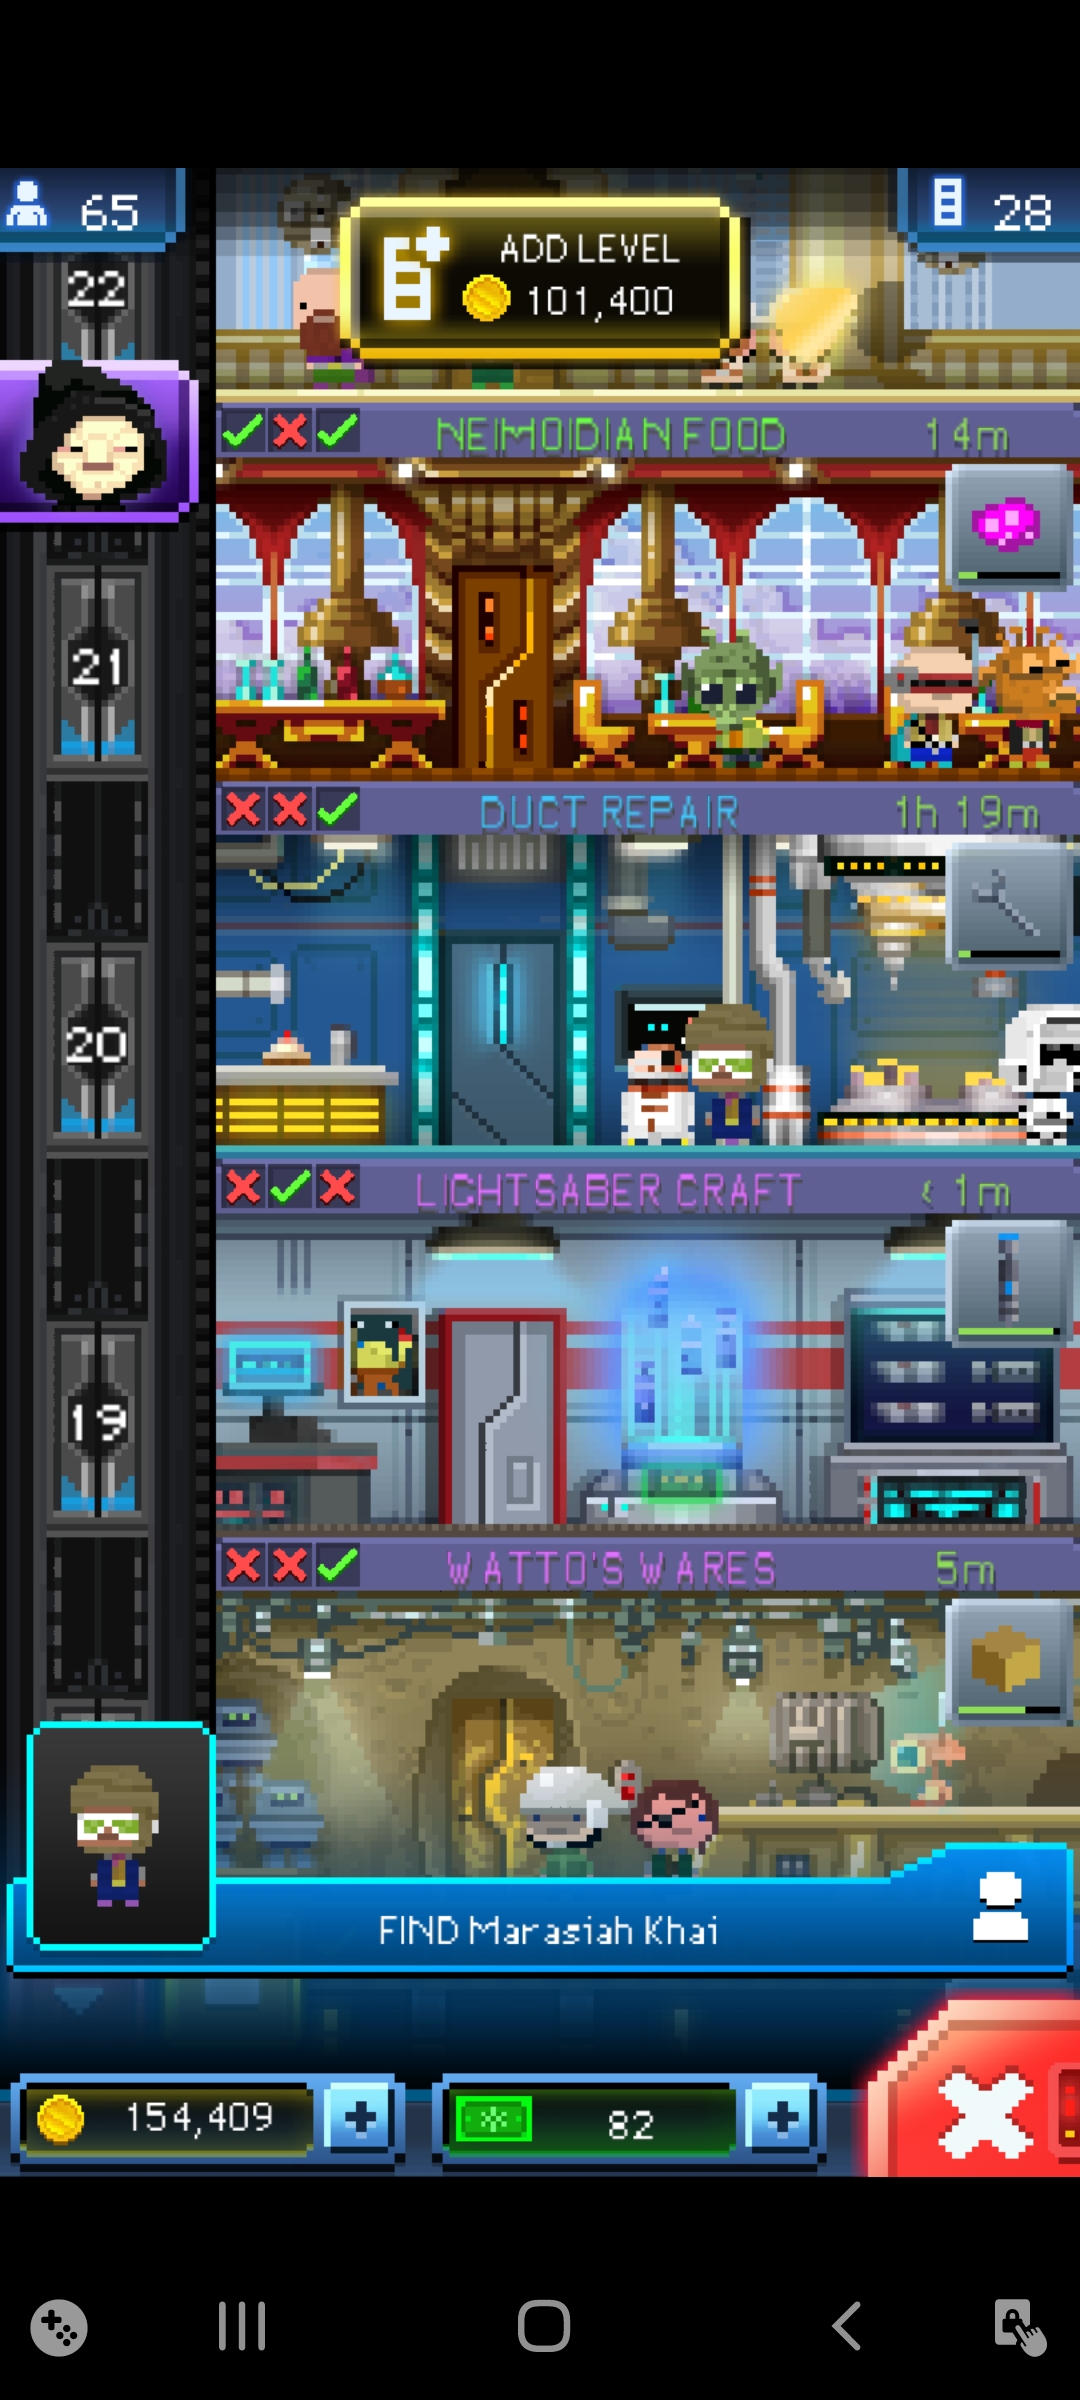 65
28
ADD LEVEL
101,400
22
NEIMOIDIAN FOOD 14m
21
DUCT REPAIR 1h 19m
20
LIGHTSABER CRAFT < 1m
19
WATTO'S WARES 5m
FIND Marasiah Khai
154,409
82